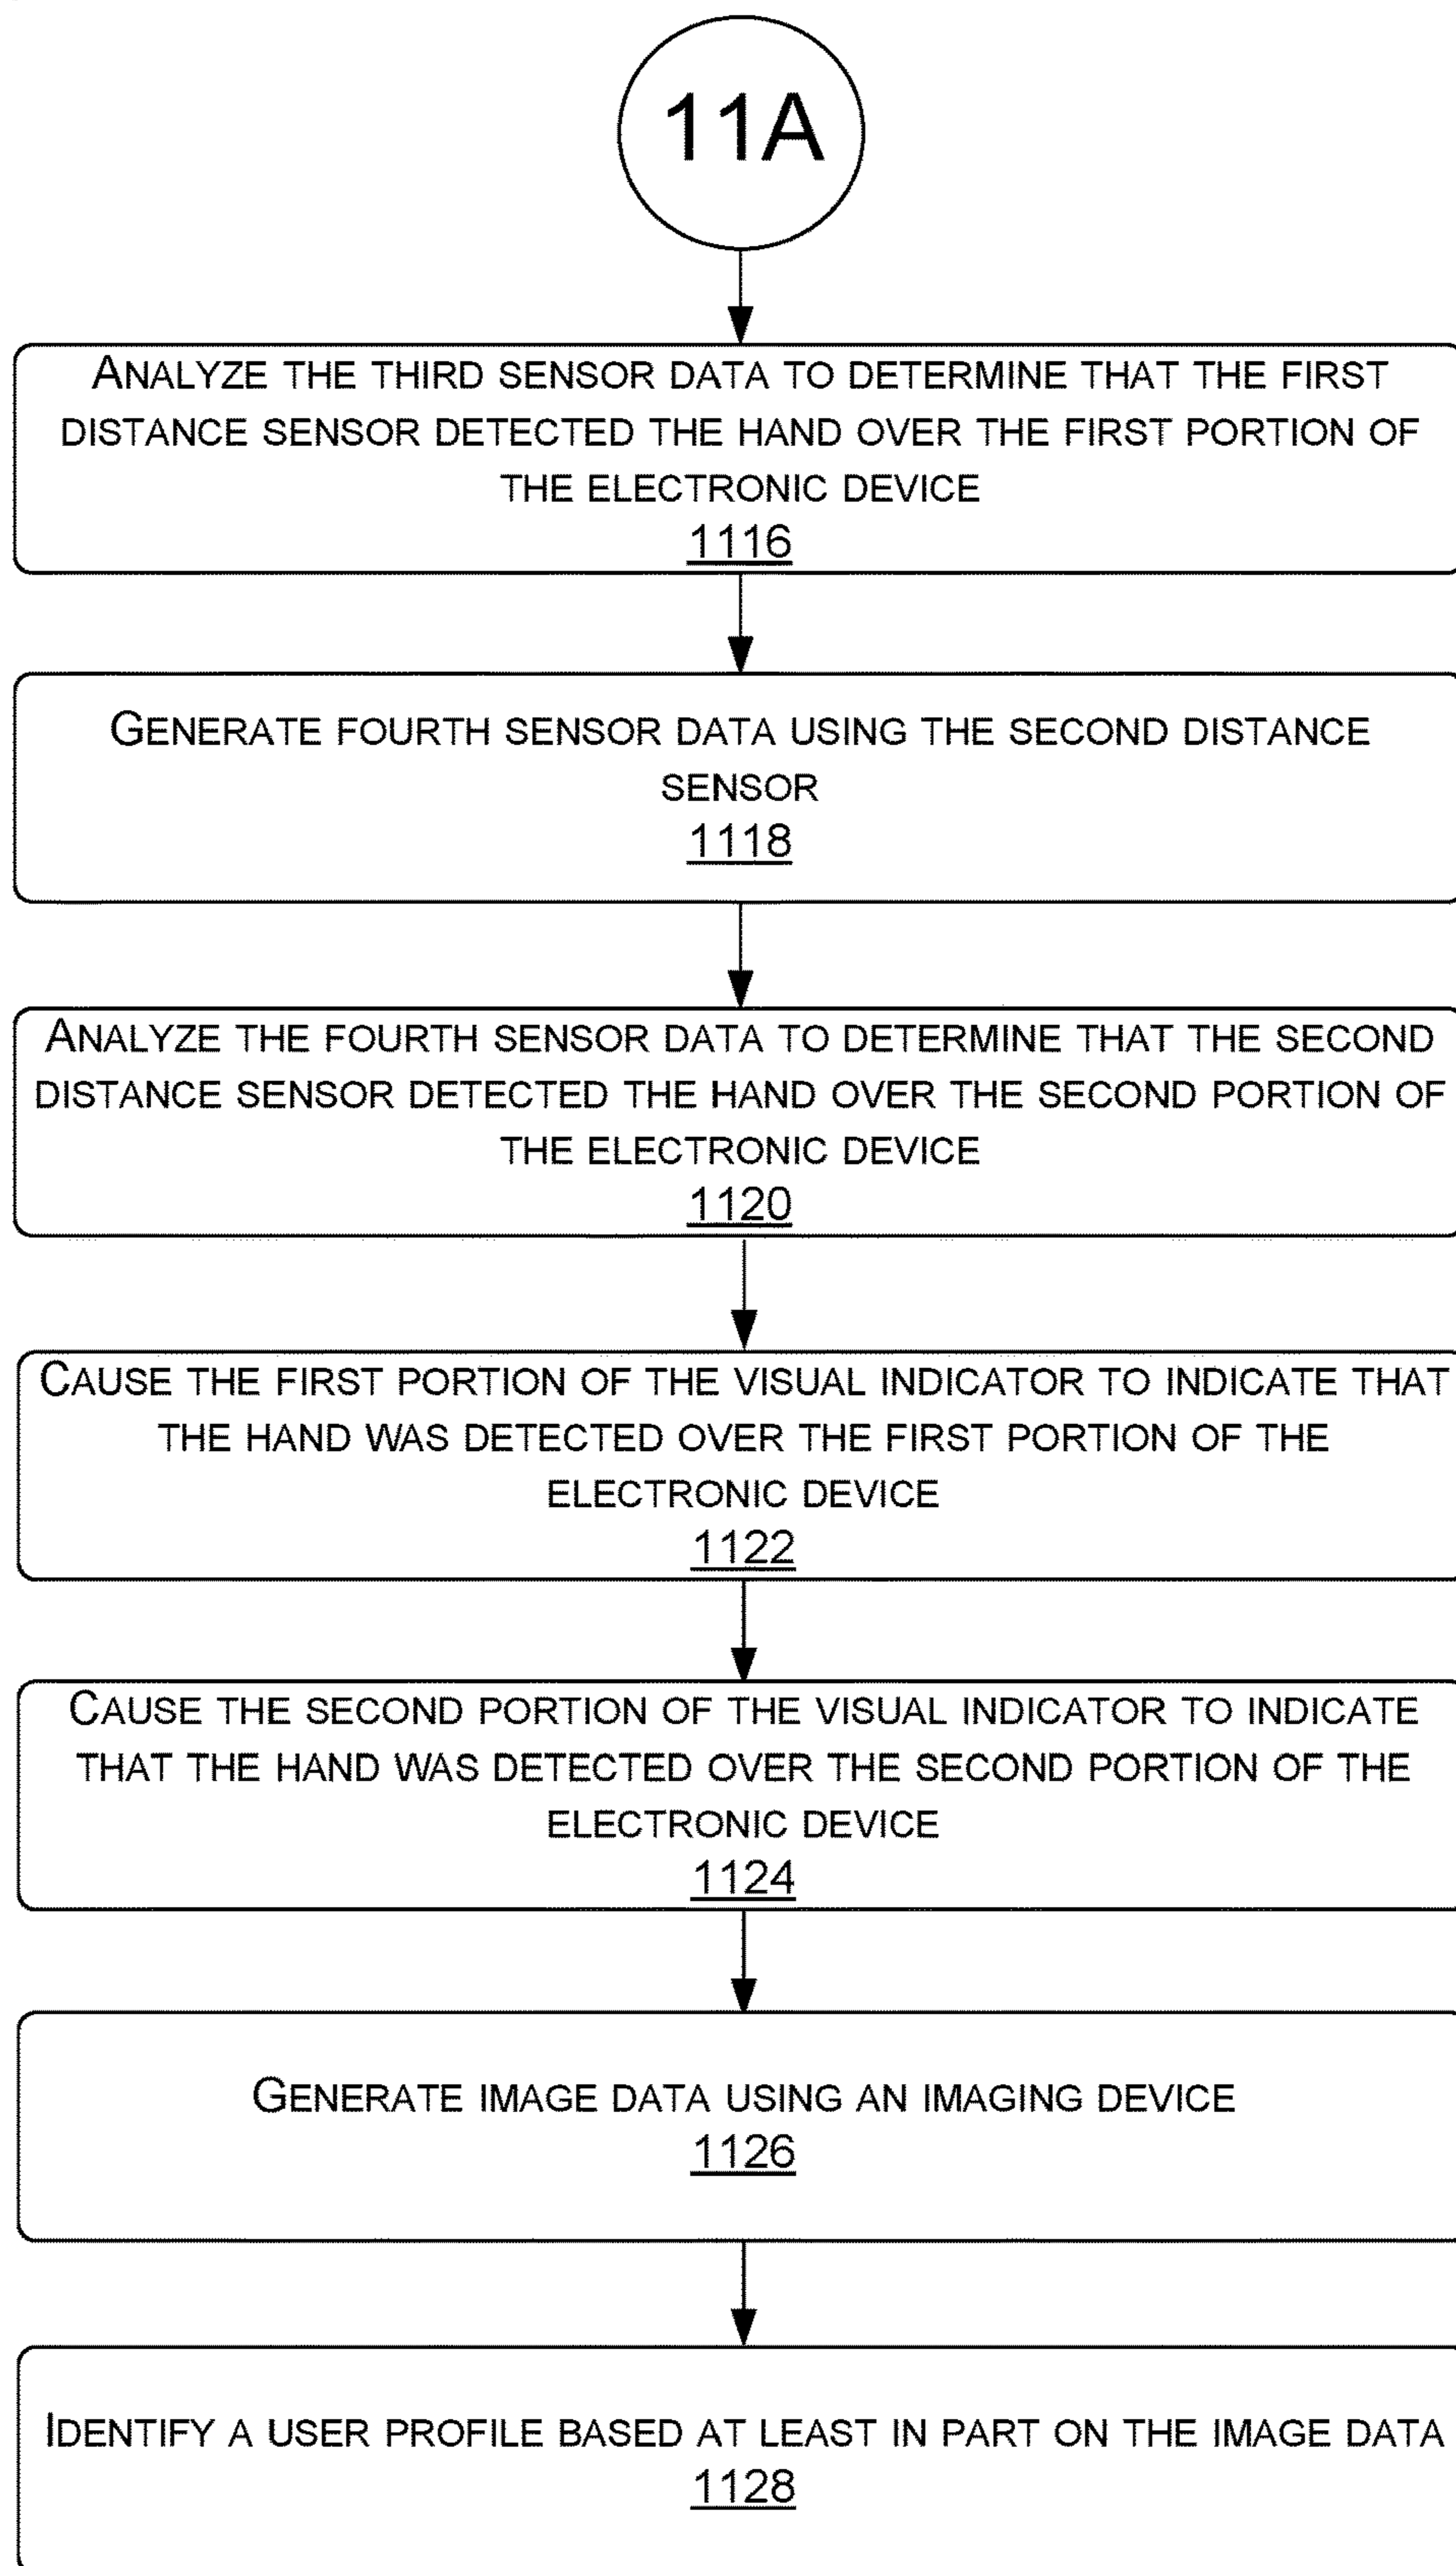 11A
ANALYZE THE THIRD SENSOR DATA TO DETERMINE THAT THE FIRST
DISTANCE SENSOR DETECTED THE HAND OVER THE FIRST PORTION OF
THE ELECTRONIC DEVICE
1116
GENERATE FOURTH SENSOR DATA USING THE SECOND DISTANCE
SENSOR
1118
ANALYZE THE FOURTH SENSOR DATA TO DETERMINE THAT THE SECOND
DISTANCE SENSOR DETECTED THE HAND OVER THE SECOND PORTION OF
THE ELECTRONIC DEVICE
1120
CAUSE THE FIRST PORTION OF THE VISUAL INDICATOR TO INDICATE THAT
THE HAND WAS DETECTED OVER THE FIRST PORTION OF THE
ELECTRONIC DEVICE
1122
CAUSE THE SECOND PORTION OF THE VISUAL INDICATOR TO INDICATE
THAT THE HAND WAS DETECTED OVER THE SECOND PORTION OF THE
ELECTRONIC DEVICE
1124
GENERATE IMAGE DATA USING AN IMAGING DEVICE
1126
IDENTIFY A USER PROFILE BASED AT LEAST IN PART ON THE IMAGE DATA
1128